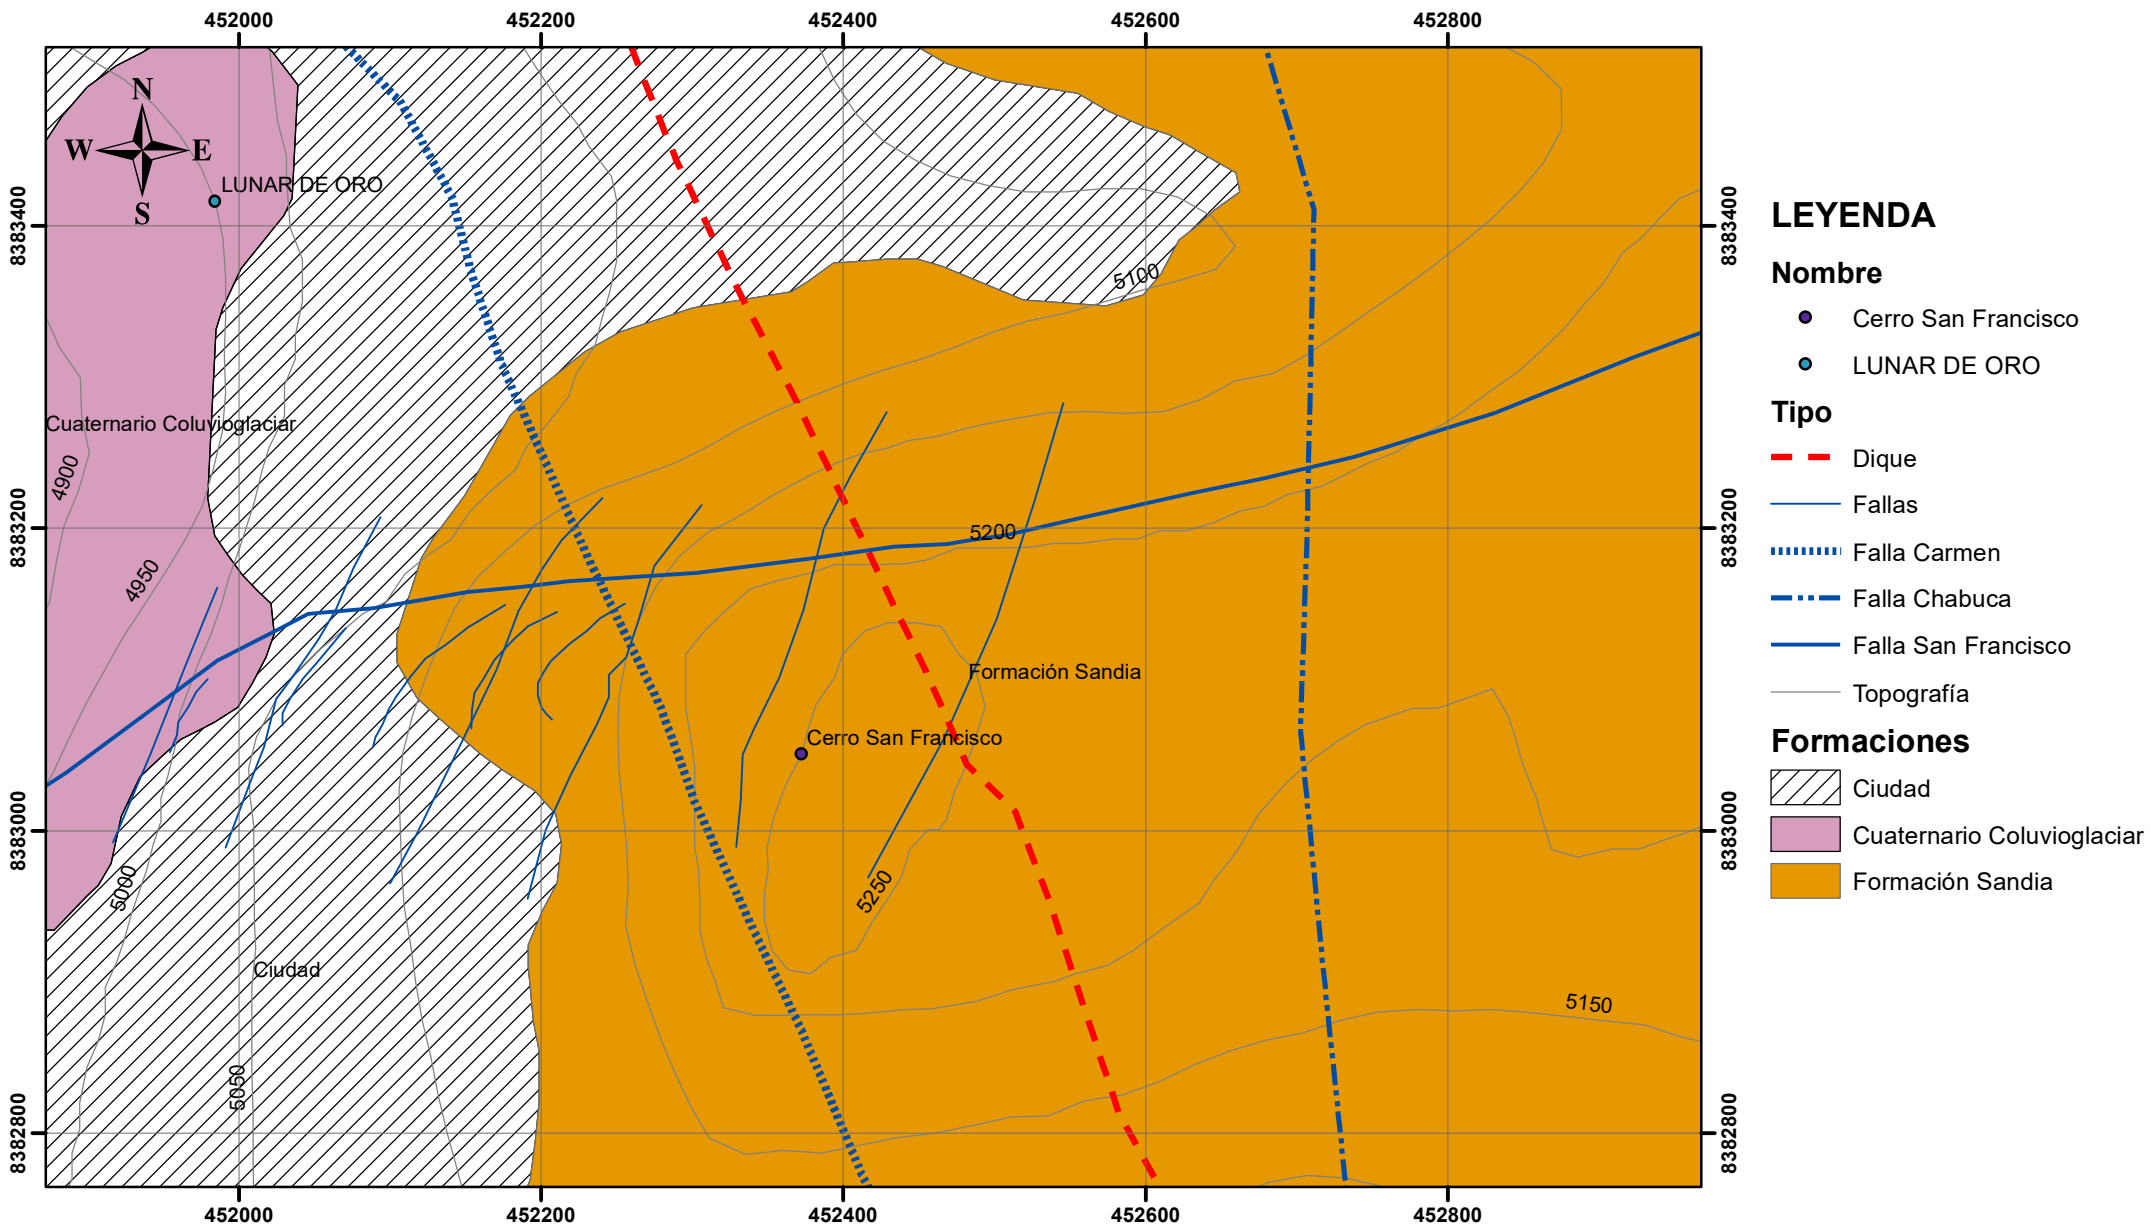 452000 452200 452400 452600 452800
N
W E
S
LUNAR DE ORO
8383400 8383400
5100
Cuaternario Coluvioglaciar
4900
8383200 5200 8383200
4950
Formación Sandia
Cerro San Francisco
8383000 8383000
5000
5250
Ciudad
5150
5050
8382800 8382800
452000 452200 452400 452600 452800
LEYENDA
Nombre
Cerro San Francisco
LUNAR DE ORO
Tipo
Dique
Fallas
Falla Carmen
Falla Chabuca
Falla San Francisco
Topografía
Formaciones
Ciudad
Cuaternario Coluvioglaciar
Formación Sandia